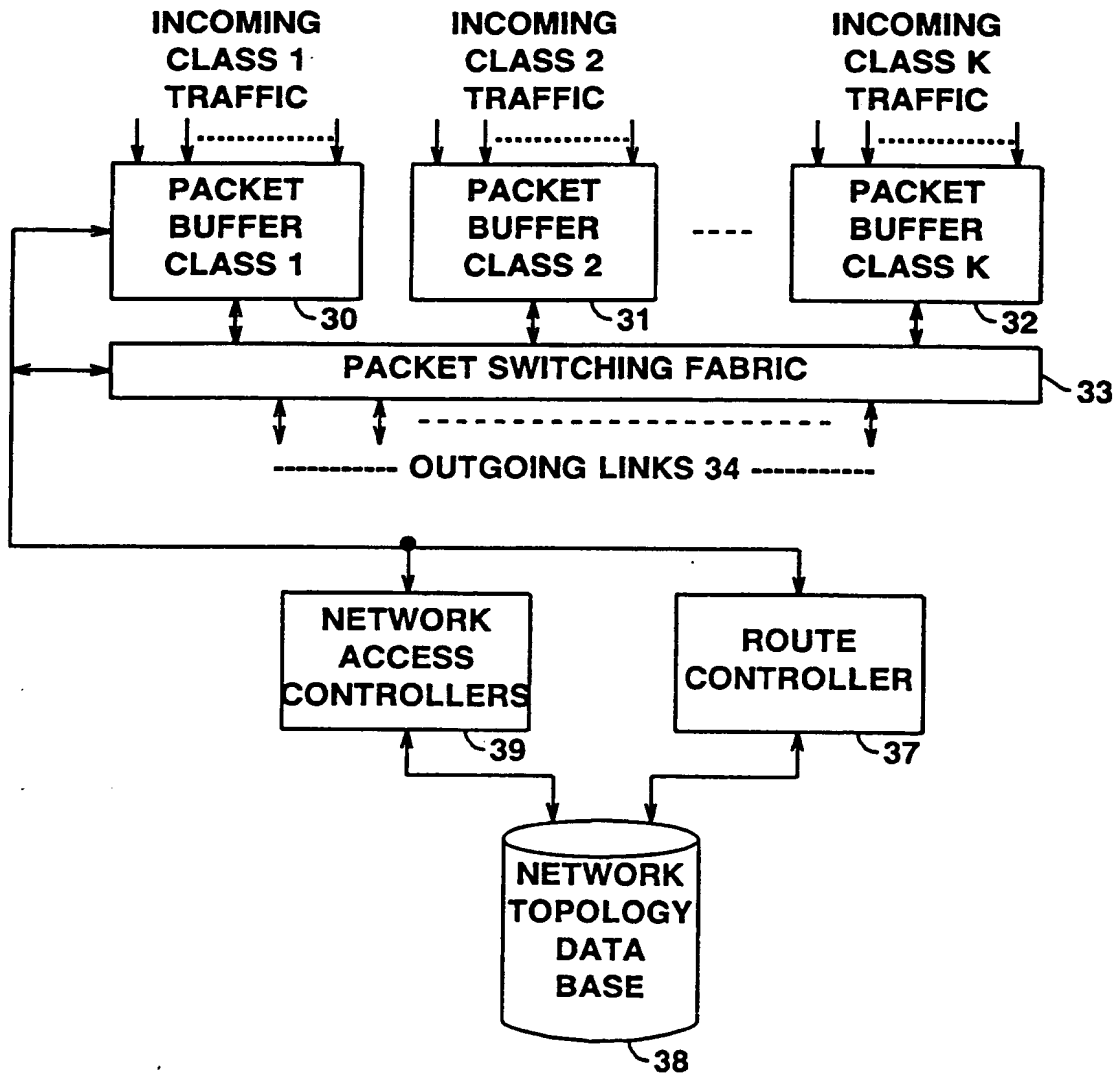 INCOMING
CLASS 1
TRAFFIC
INCOMING
CLASS 2
TRAFFIC
INCOMING
CLASS K
TRAFFIC
PACKET
BUFFER
CLASS 1
30
PACKET
BUFFER
CLASS 2
31
PACKET
BUFFER
CLASS K
32
PACKET SWITCHING FABRIC
33
OUTGOING LINKS 34
NETWORK
ACCESS
CONTROLLERS
39
ROUTE
CONTROLLER
37
NETWORK
TOPOLOGY
DATA
BASE
38